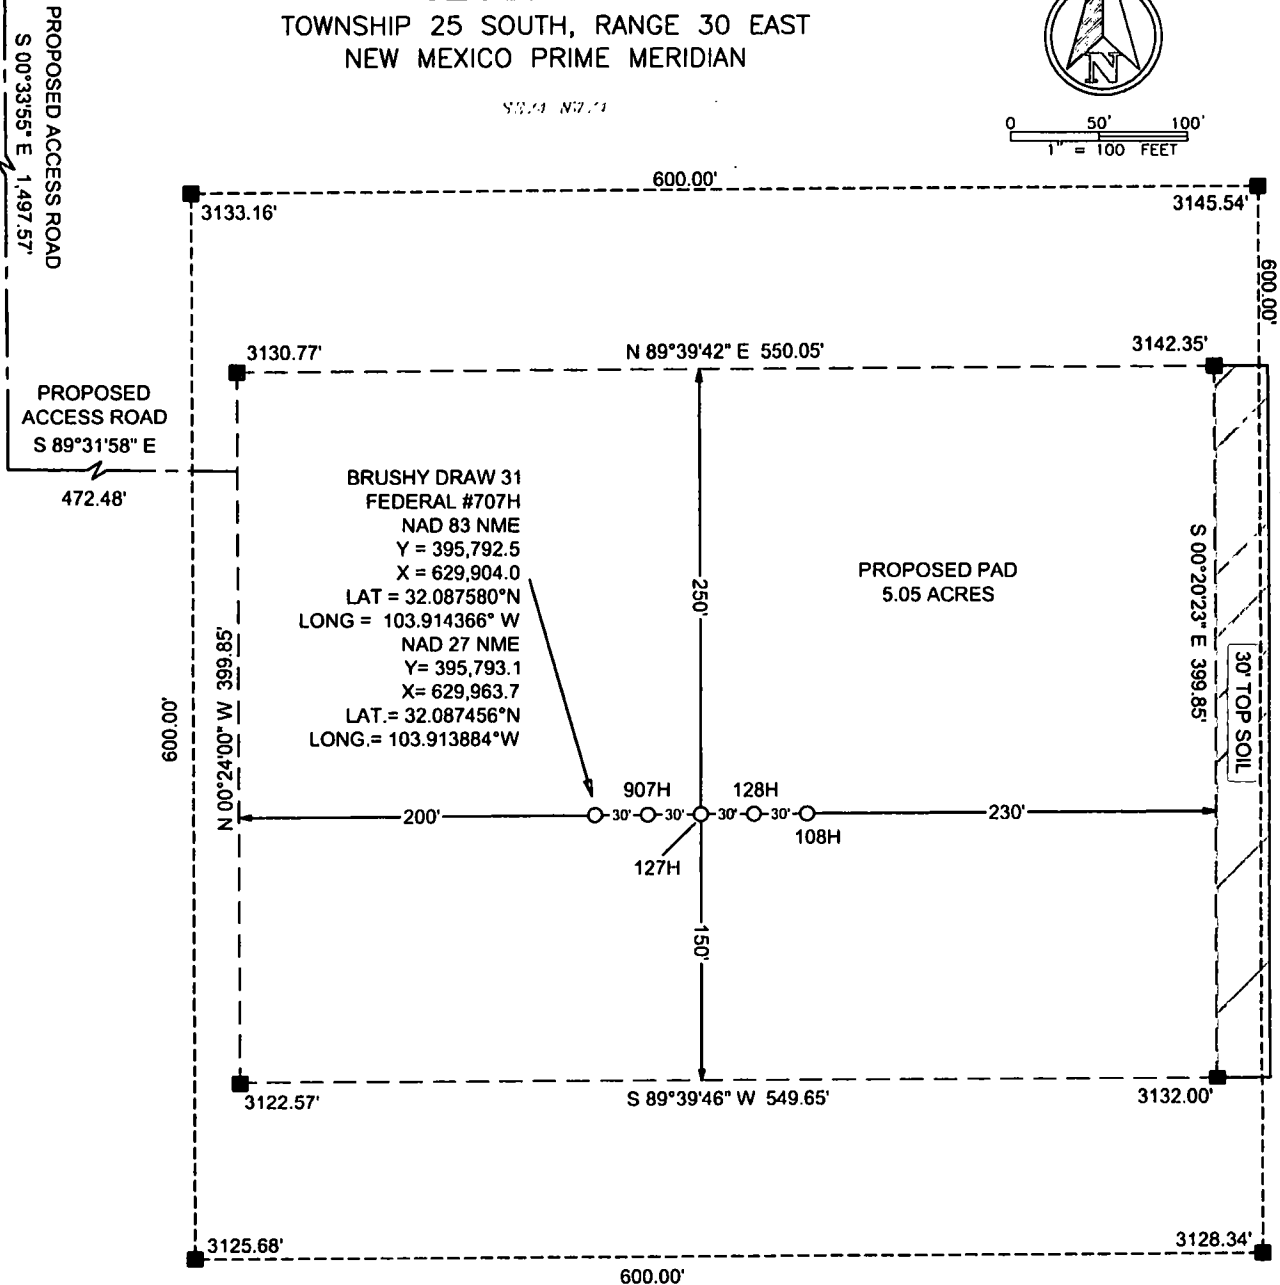 TOWNSHIP 25 SOUTH, RANGE 30 EAST
NEW MEXICO PRIME MERIDIAN
N
0 50' 100'
1" = 100 FEET
PROPOSED ACCESS ROAD
S 00°33'55" E 1,497.57'
600.00'
3133.16'
3145.54'
600.00'
3130.77'
N 89°39'42" E 550.05'
3142.35'
PROPOSED
ACCESS ROAD
S 89°31'58" E
472.48'
BRUSHY DRAW 31
FEDERAL #707H
NAD 83 NME
Y = 395,792.5
X = 629,904.0
LAT = 32.087580°N
LONG = 103.914366° W
NAD 27 NME
Y= 395,793.1
X= 629,963.7
LAT.= 32.087456°N
LONG.= 103.913884°W
250'
PROPOSED PAD
5.05 ACRES
S 00°20'23" E 399.85'
30' TOP SOIL
600.00'
N 00°24'00" W 399.85'
907H
128H
200'
30'
30'
30'
30'
230'
127H
108H
150'
3122.57'
S 89°39'46" W 549.65'
3132.00'
3125.68'
3128.34'
600.00'